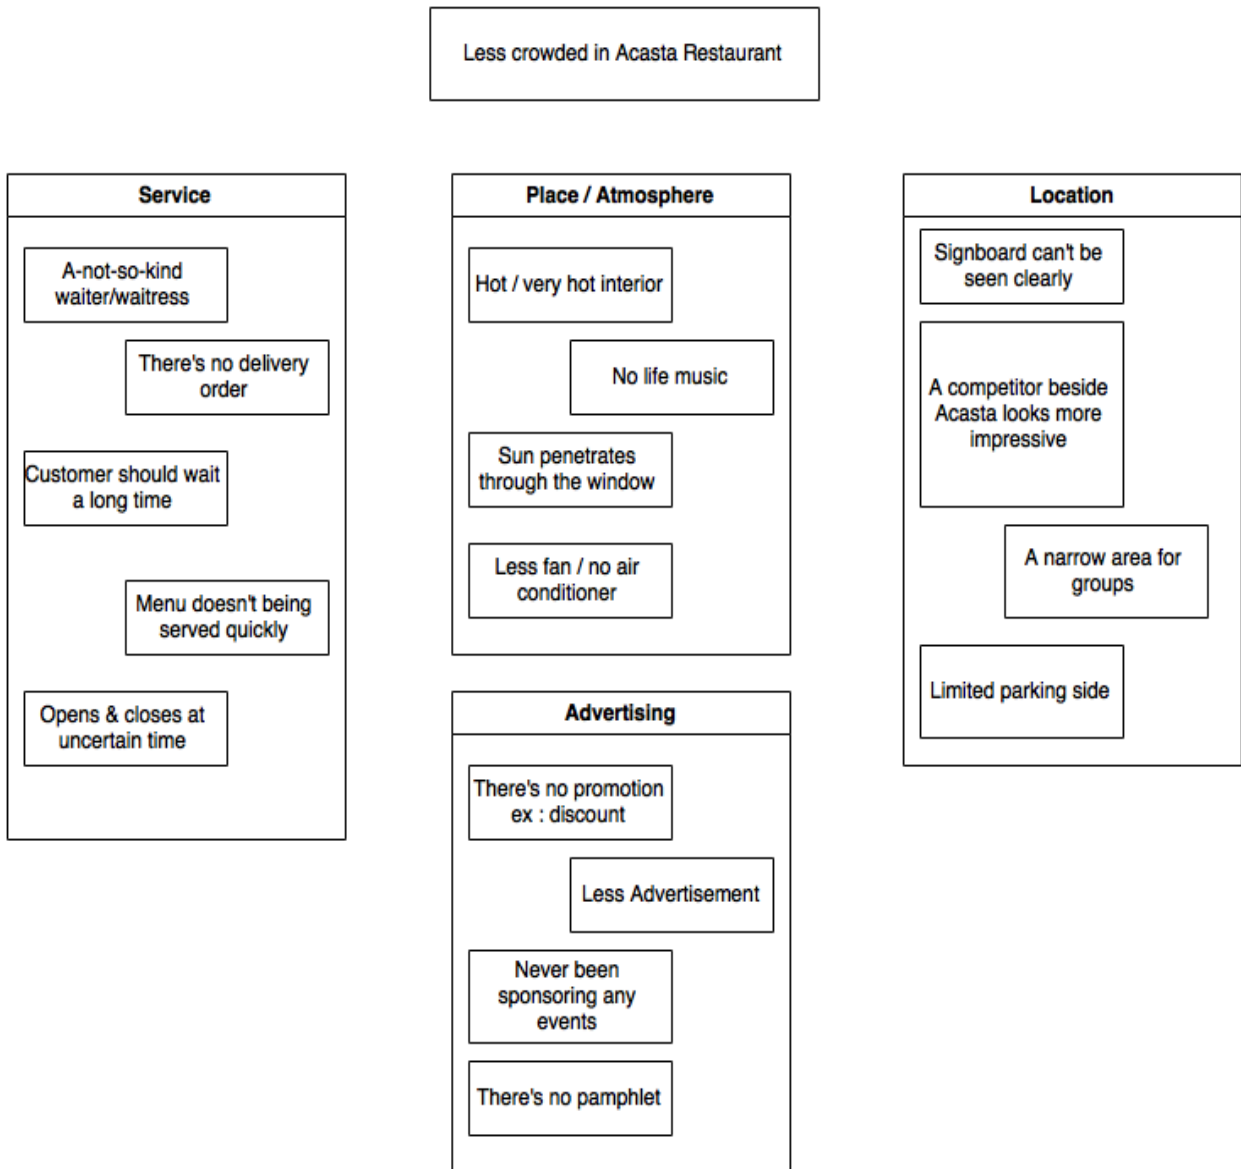 Less crowded in Acasta Restaurant
Service
A-not-so-kind
waiter/waitress
There's no delivery
order
Customer should wait
a long time
Menu doesn't being
served quickly
Opens & closes at
uncertain time
Place / Atmosphere
Hot / very hot interior
No life music
Sun penetrates
through the window
Less fan / no air
conditioner
Advertising
There's no promotion
ex : discount
Less Advertisement
Never been
sponsoring any
events
There's no pamphlet
Location
Signboard can't be
seen clearly
A competitor beside
Acasta looks more
impressive
A narrow area for
groups
Limited parking side